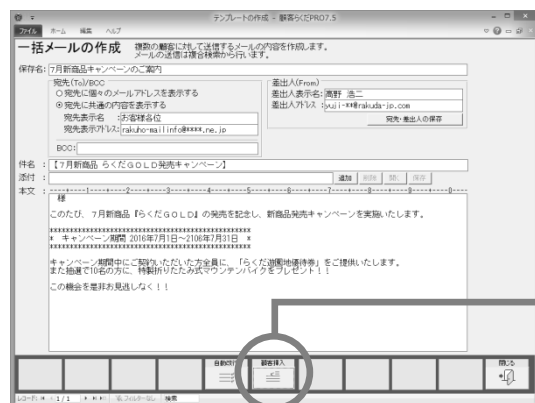 テンプレートの作成 - 顧客らくだPRO7.5
ファイル ホーム 編集 ヘルプ
一括メールの作成 複数の顧客に対して送信するメールの内容を作成します。
メールの送信は複合検索から行います。
保存名: 7月新商品キャンペーンのご案内
宛先(To)/BCC
宛先に個々のメールアドレスを表示する
宛先に共通の内容を表示する
宛先表示名 : お客様各位
宛先表示アドレス: rakuho-mailinfo@****.ne.jp
BCC:
差出人(From)
差出人表示名: 高野 浩二
差出人アドレス :yuji-**@rakuda-jp.com
宛先・差出人の保存
件名 : 【7月新商品 らくだGOLD発売キャンペーン】
添付 : 追加 削除 開く 保存
本文 :
様
このたび、7月新商品『らくだGOLD』の発売を記念し、新商品発売キャンペーンを実施いたします。
* キャンペーン期間 2016年7月1日~2106年7月31日 *
キャンペーン期間中にご契約いただいた方全員に、「らくだ遊園地優待券」をご提供いたします。
また抽選で10名の方に、特製折りたたみ式マウンテンバイクをプレゼント!!
この機会を是非お見逃しなく!!
自動改行 顧客挿入 閉じる
レコード: 1/1 フィルターなし 検索